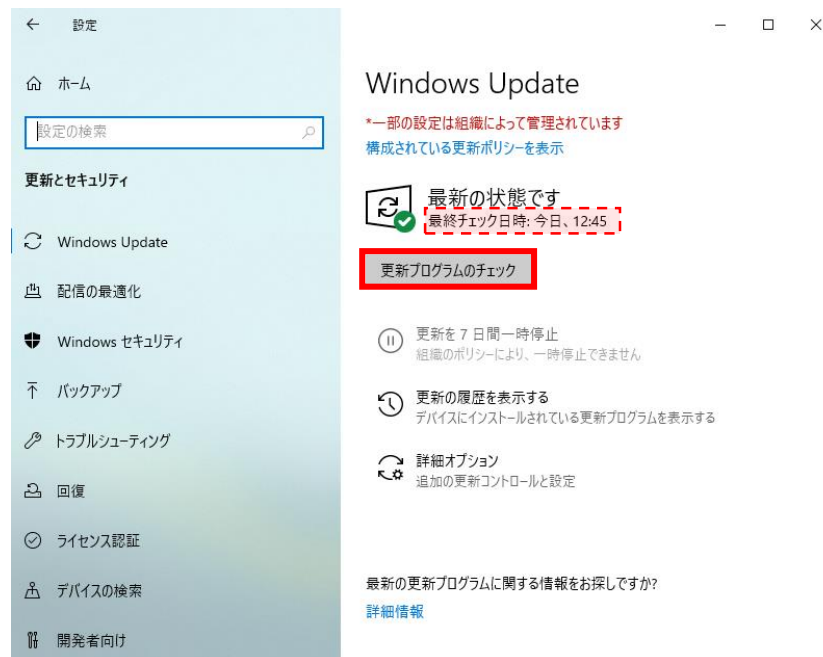 設定
ホーム
設定の検索
更新とセキュリティ
Windows Update
配信の最適化
Windows セキュリティ
バックアップ
トラブルシューティング
回復
ライセンス認証
デバイスの検索
開発者向け
Windows Update
*一部の設定は組織によって管理されています
構成されている更新ポリシーを表示
最新の状態です
最終チェック日時: 今日、12:45
更新プログラムのチェック
更新を 7 日間一時停止
組織のポリシーにより、一時停止できません
更新の履歴を表示する
デバイスにインストールされている更新プログラムを表示する
詳細オプション
追加の更新コントロールと設定
最新の更新プログラムに関する情報をお探しですか?
詳細情報